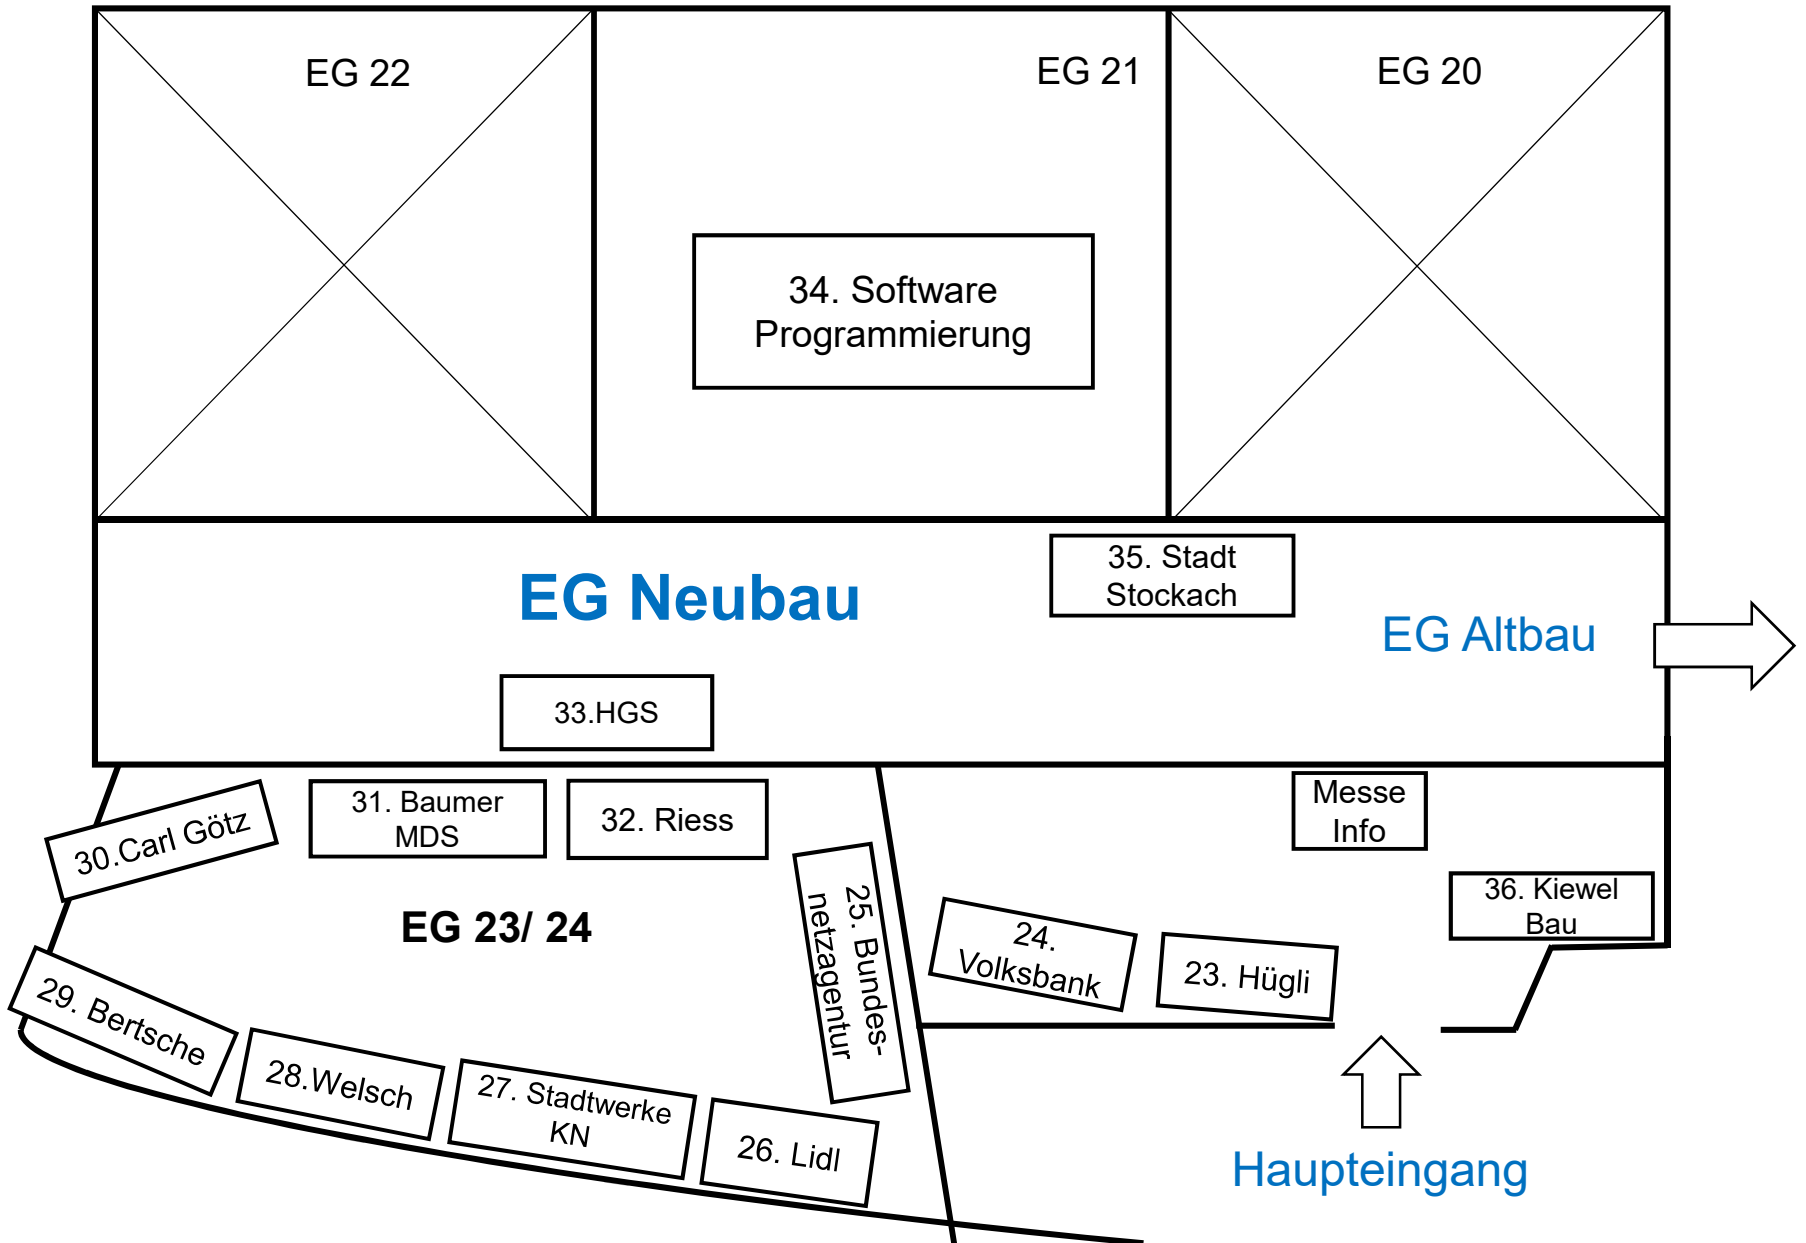 EG 22
EG 21
EG 20
34. Software
Programmierung
EG Neubau
35. Stadt
Stockach
EG Altbau
33.HGS
30.Carl Götz
31. Baumer
MDS
32. Riess
Messe
Info
EG 23/ 24
25. Bundes-
netzagentur
24.
Volksbank
23. Hügli
36. Kiewel
Bau
29. Bertsche
28.Welsch
27. Stadtwerke
KN
26. Lidl
Haupteingang